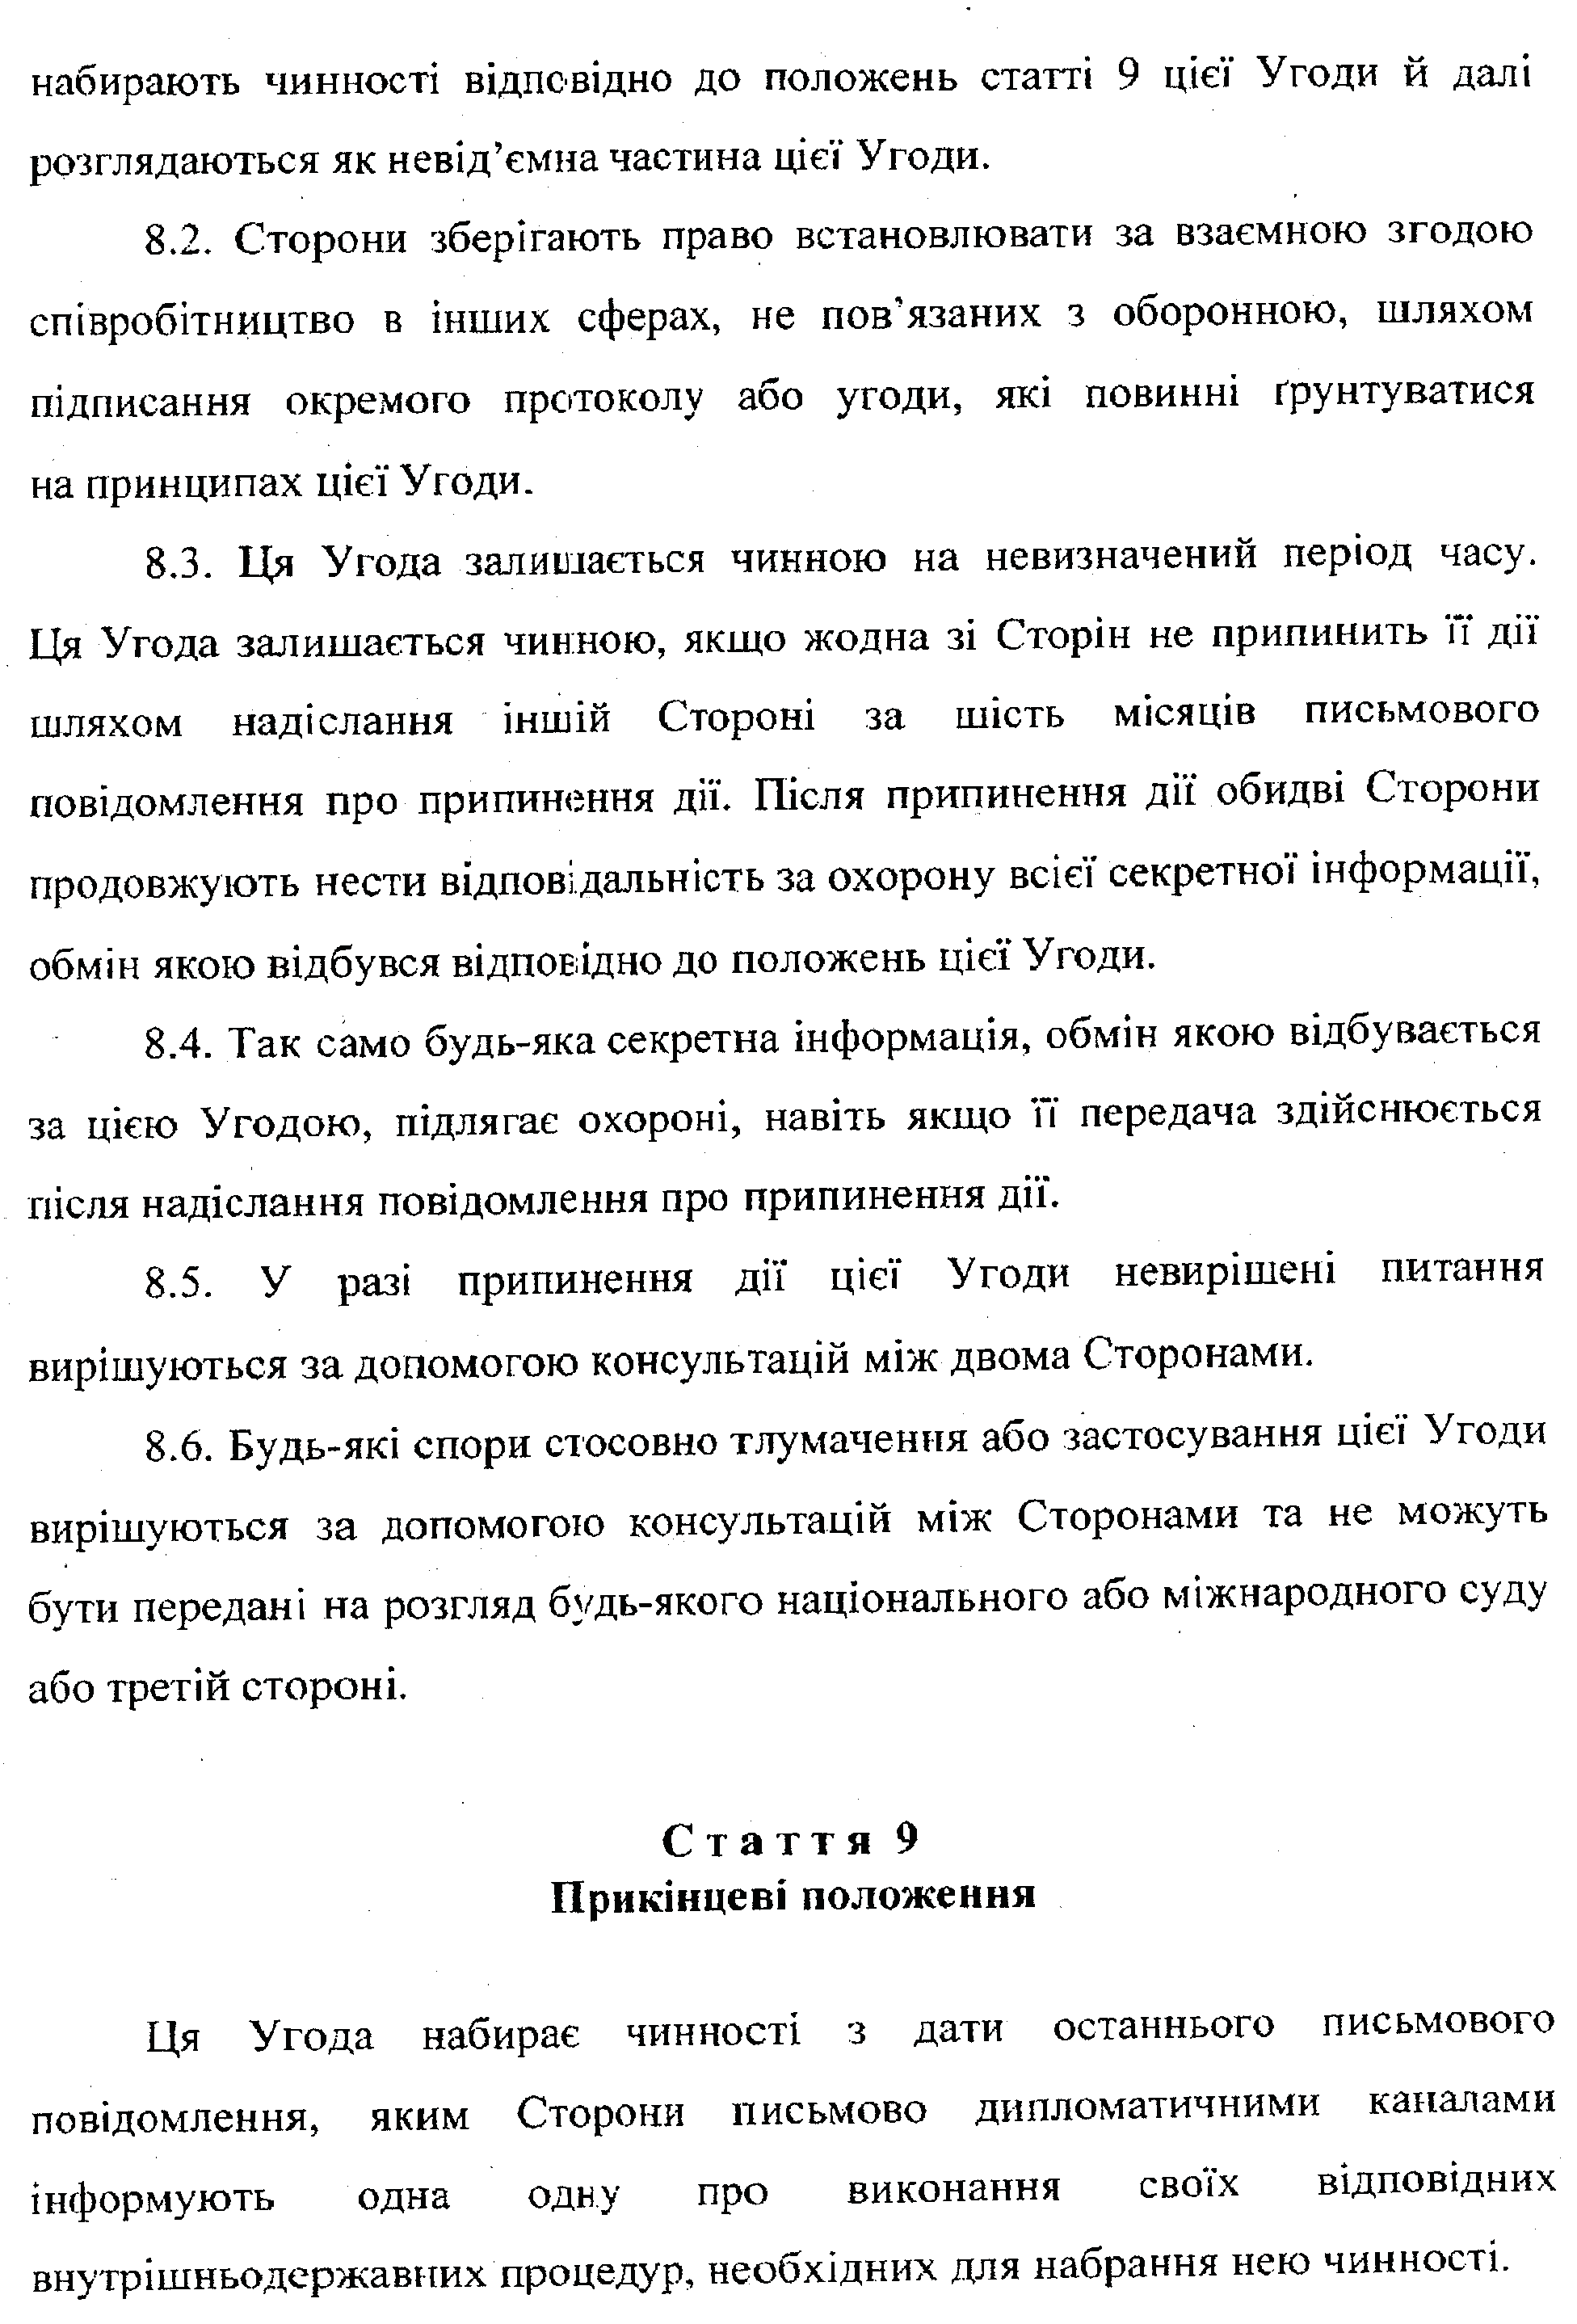 набирають чинності відповідно до положень статті 9 цієї Угоди й далі
розглядаються як невід’ємна частина цієї Угоди.
8.2. Сторони зберігають право встановлювати за взаємною згодою
співробітництво в інших сферах, не пов’язаних з оборонною, шляхом
підписання окремого протоколу або угоди, які повинні ґрунтуватися
на принципах цієї Угоди.
8.3. Ця Угода залишається чинною на невизначений період часу.
Ця Угода залишається чинною, якщо жодна зі Сторін не припинить її дії
шляхом надіслання іншій Стороні за шість місяців письмового
повідомлення про припинення дії. Після припинення дії обидві Сторони
продовжують нести відповідальність за охорону всієї секретної інформації,
обмін якою відбувся відповідно до положень цієї Угоди.
8.4. Так само будь-яка секретна інформація, обмін якою відбувається
за цією Угодою, підлягає охороні, навіть якщо її передача здійснюється
після надіслання повідомлення про припинення дії.
8.5. У разі припинення дії цієї Угоди невирішені питання
вирішуються за допомогою консультацій між двома Сторонами.
8.6. Будь-які спори стосовно тлумачення або застосування цієї Угоди
вирішуються за допомогою консультацій між Сторонами та не можуть
бути передані на розгляд будь-якого національного або міжнародного суду
або третій стороні.
Стаття 9
Прикінцеві положення
Ця Угода набирає чинності з дати останнього письмового
повідомлення, яким Сторони письмово дипломатичними каналами
інформують одна одну про виконання своїх відповідних
внутрішньодержавних процедур, необхідних для набрання нею чинності.